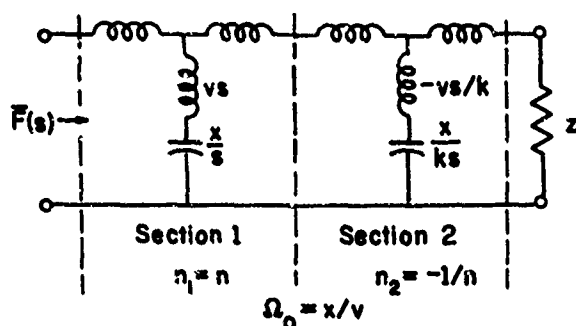 vs
-vs/k
F̅(s)→
x/s
x/ks
z
Section 1
Section 2
n₁ = n
n₂ = -1/n
Ω₀ = x/v